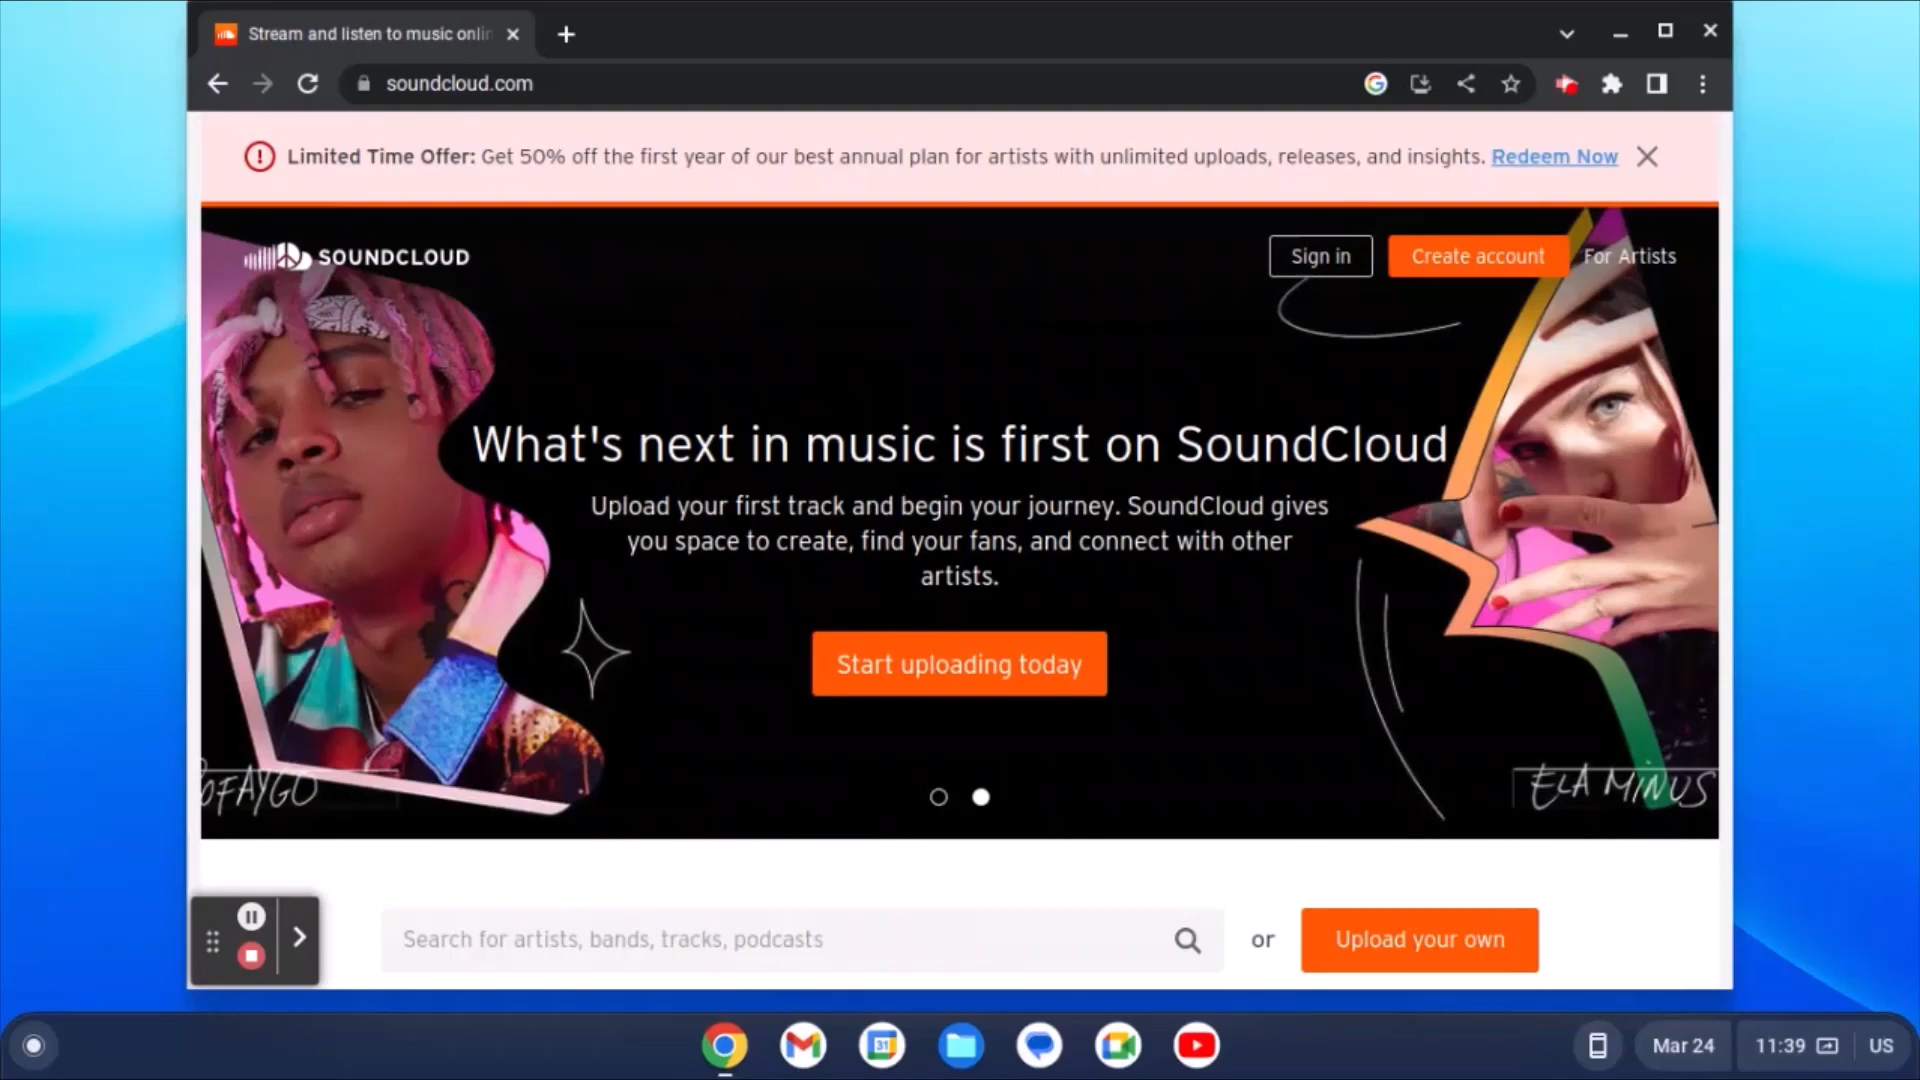 Stream and listen to music onlin
soundcloud.com
Limited Time Offer: Get 50% off the first year of our best annual plan for artists with unlimited uploads, releases, and insights. Redeem Now
SOUNDCLOUD
Sign in
Create account
For Artists
What's next in music is first on SoundCloud
Upload your first track and begin your journey. SoundCloud gives
you space to create, find your fans, and connect with other
artists.
Start uploading today
OFAYGO
ELA MINUS
Search for artists, bands, tracks, podcasts
or
Upload your own
31
Mar 24
11:39
US